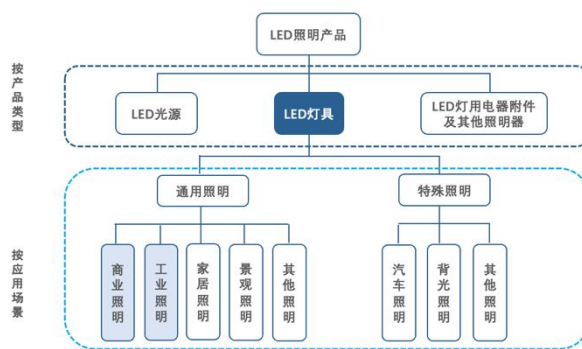 LED照明产品
按产品类型
LED光源
LED灯具
LED灯用电器附件
及其他照明器
通用照明
特殊照明
按应用场景
商业照明
工业照明
家居照明
景观照明
其他照明
汽车照明
背光照明
其他照明